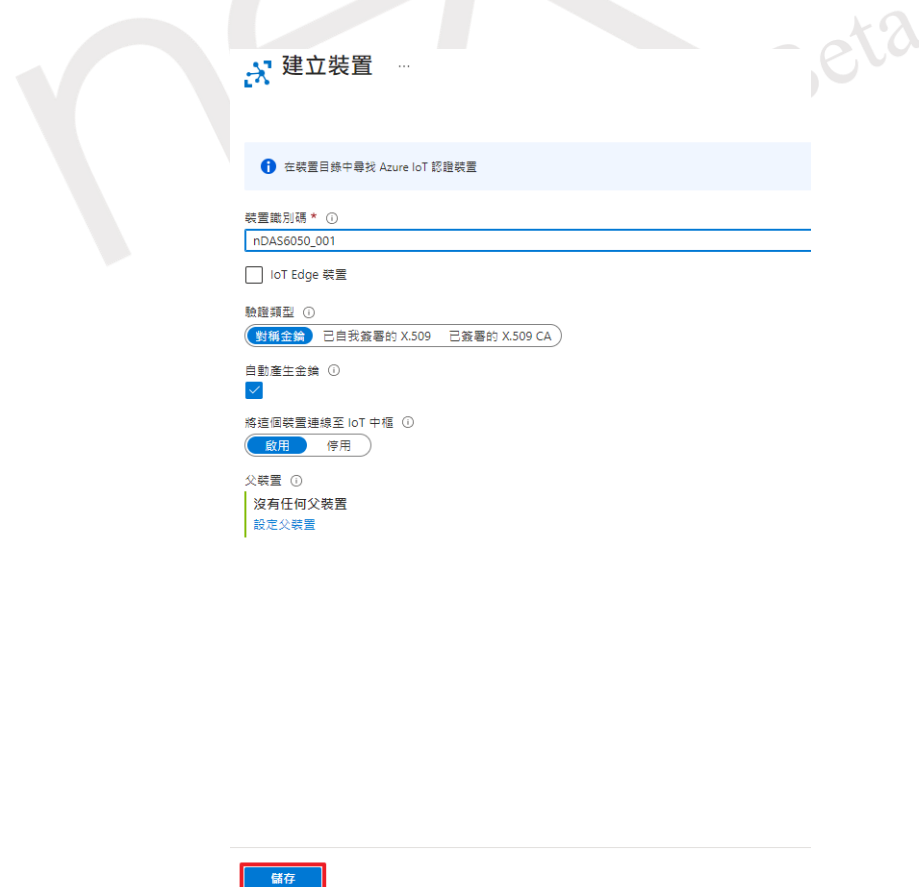 Beta
建立裝置 ...
在裝置目錄中尋找 Azure IoT 認證裝置
裝置識別碼 *
nDAS6050_001
IoT Edge 裝置
驗證類型
對稱金鑰 已自我簽署的 X.509 已簽署的 X.509 CA
自動產生金鑰
將這個裝置連線至 IoT 中樞
啟用 停用
父裝置
沒有任何父裝置
設定父裝置
儲存